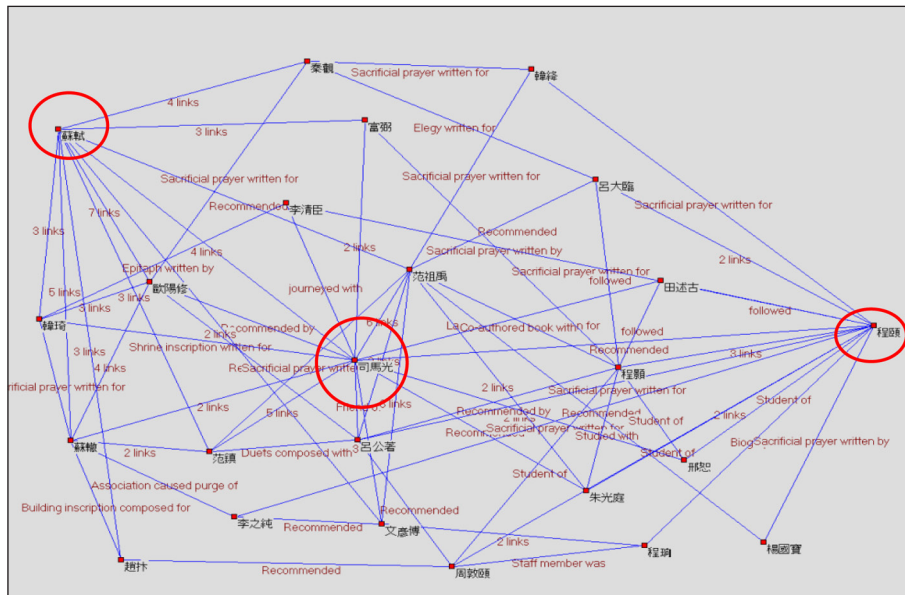 秦觀
Sacrificial prayer written for
韓絳
4 links
蘇軾
3 links
富弼
Elegy written for
Sacrificial prayer written for
Sacrificial prayer written for
呂大臨
Sacrificial prayer written for
Recommended
李清臣
7 links
3 links
4 links
2 links
Recommended
Sacrificial prayer written by
2 links
Epitaph written by
范祖禹
Sacrificial prayer written for
followed
田述古
5 links
3 links
歐陽修
journeyed with
followed
韓琦
3 links
2 links
Recommended by
6 links
Co-authored book with
followed
程頤
Shrine inscription written for
3 links
Sacrificial prayer written
司馬光
Recommended
程顥
3 links
4 links
2 links
Sacrificial prayer written for
Student of
2 links
5 links
3 links
Recommended by
2 links
Recommended
2 links
Sacrificial prayer written for
Student of
Recommended
Studied with
蘇轍
2 links
范鎮
Duets composed with
呂公著
Student of
Sacrificial prayer written by
邢恕
Association caused purge of
Student of
Recommended
朱光庭
Building inscription composed for
李之純
Recommended
文彥博
2 links
程珦
楊國寶
趙抃
Recommended
周敦頤
Staff member was